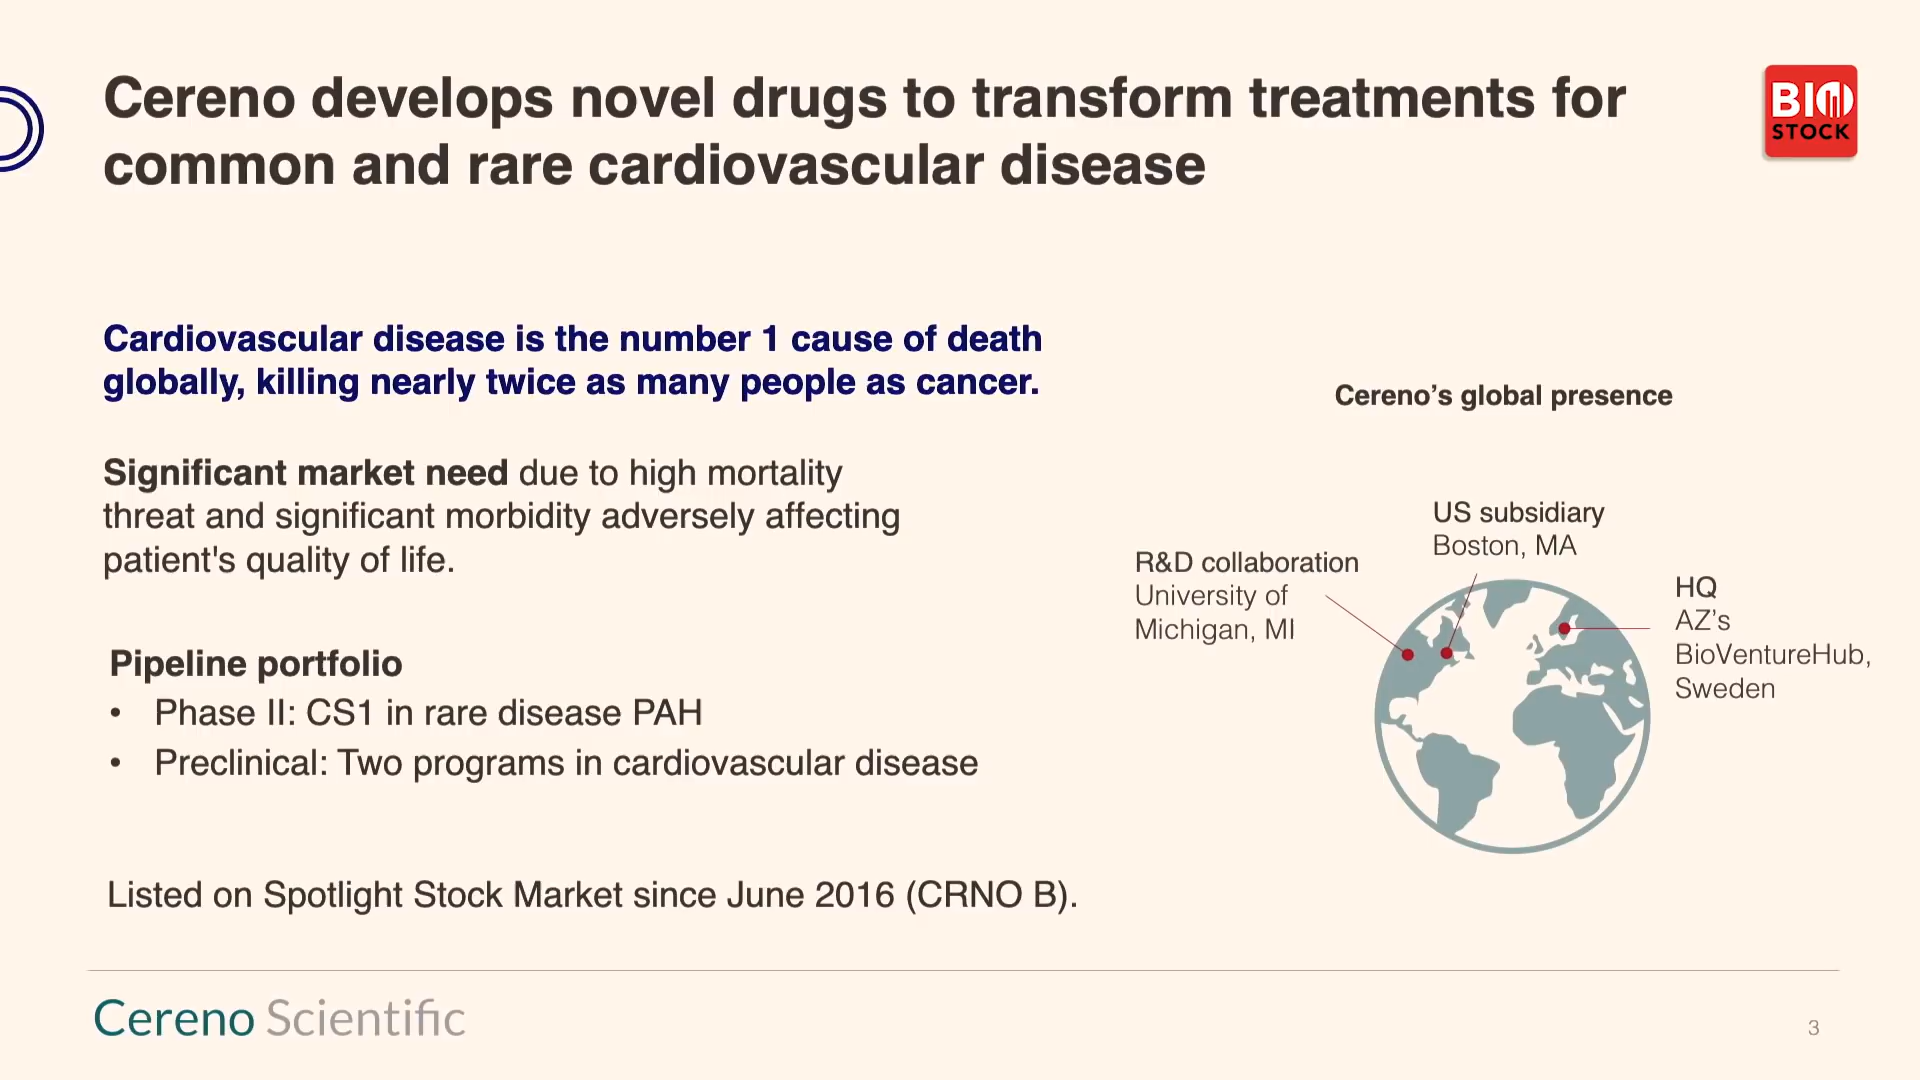 Cereno develops novel drugs to transform treatments for
common and rare cardiovascular disease
BIO
STOCK
Cardiovascular disease is the number 1 cause of death
globally, killing nearly twice as many people as cancer.
Significant market need due to high mortality
threat and significant morbidity adversely affecting
patient's quality of life.
Pipeline portfolio
• Phase II: CS1 in rare disease PAH
• Preclinical: Two programs in cardiovascular disease
Listed on Spotlight Stock Market since June 2016 (CRNO B).
Cereno’s global presence
R&D collaboration
University of
Michigan, MI
US subsidiary
Boston, MA
HQ
AZ’s
BioVentureHub,
Sweden
Cereno Scientific
3